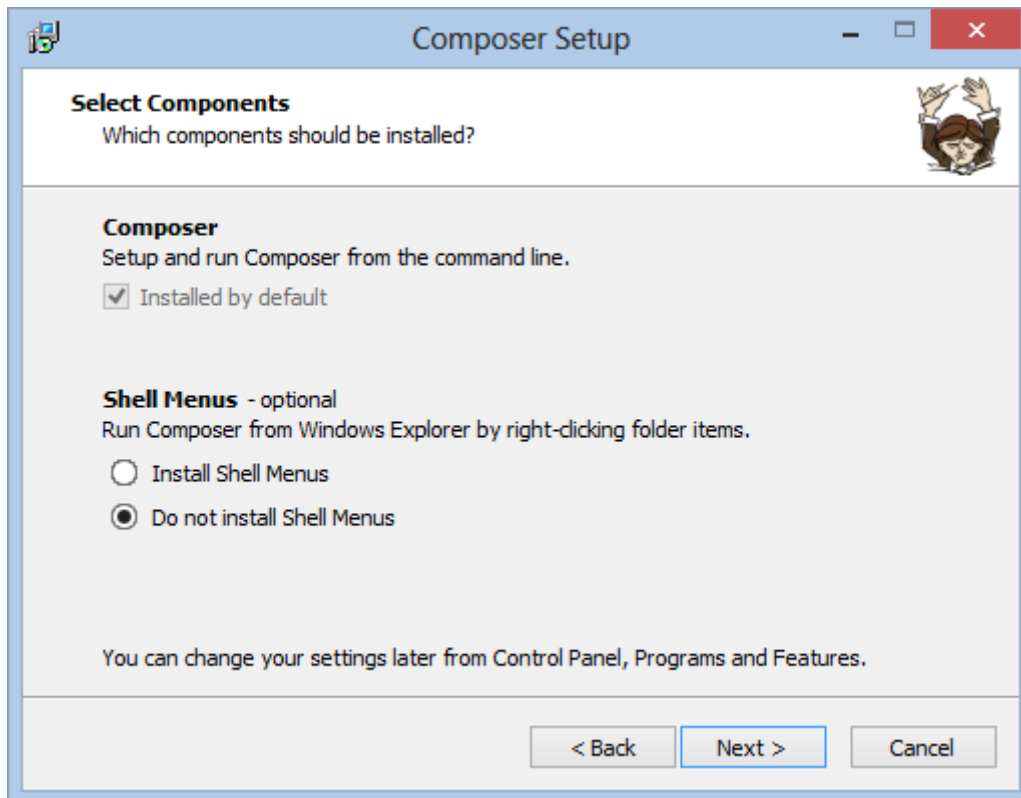 Composer Setup
Select Components
Which components should be installed?
Composer
Setup and run Composer from the command line.
Installed by default
Shell Menus - optional
Run Composer from Windows Explorer by right-clicking folder items.
Install Shell Menus
Do not install Shell Menus
You can change your settings later from Control Panel, Programs and Features.
< Back Next > Cancel